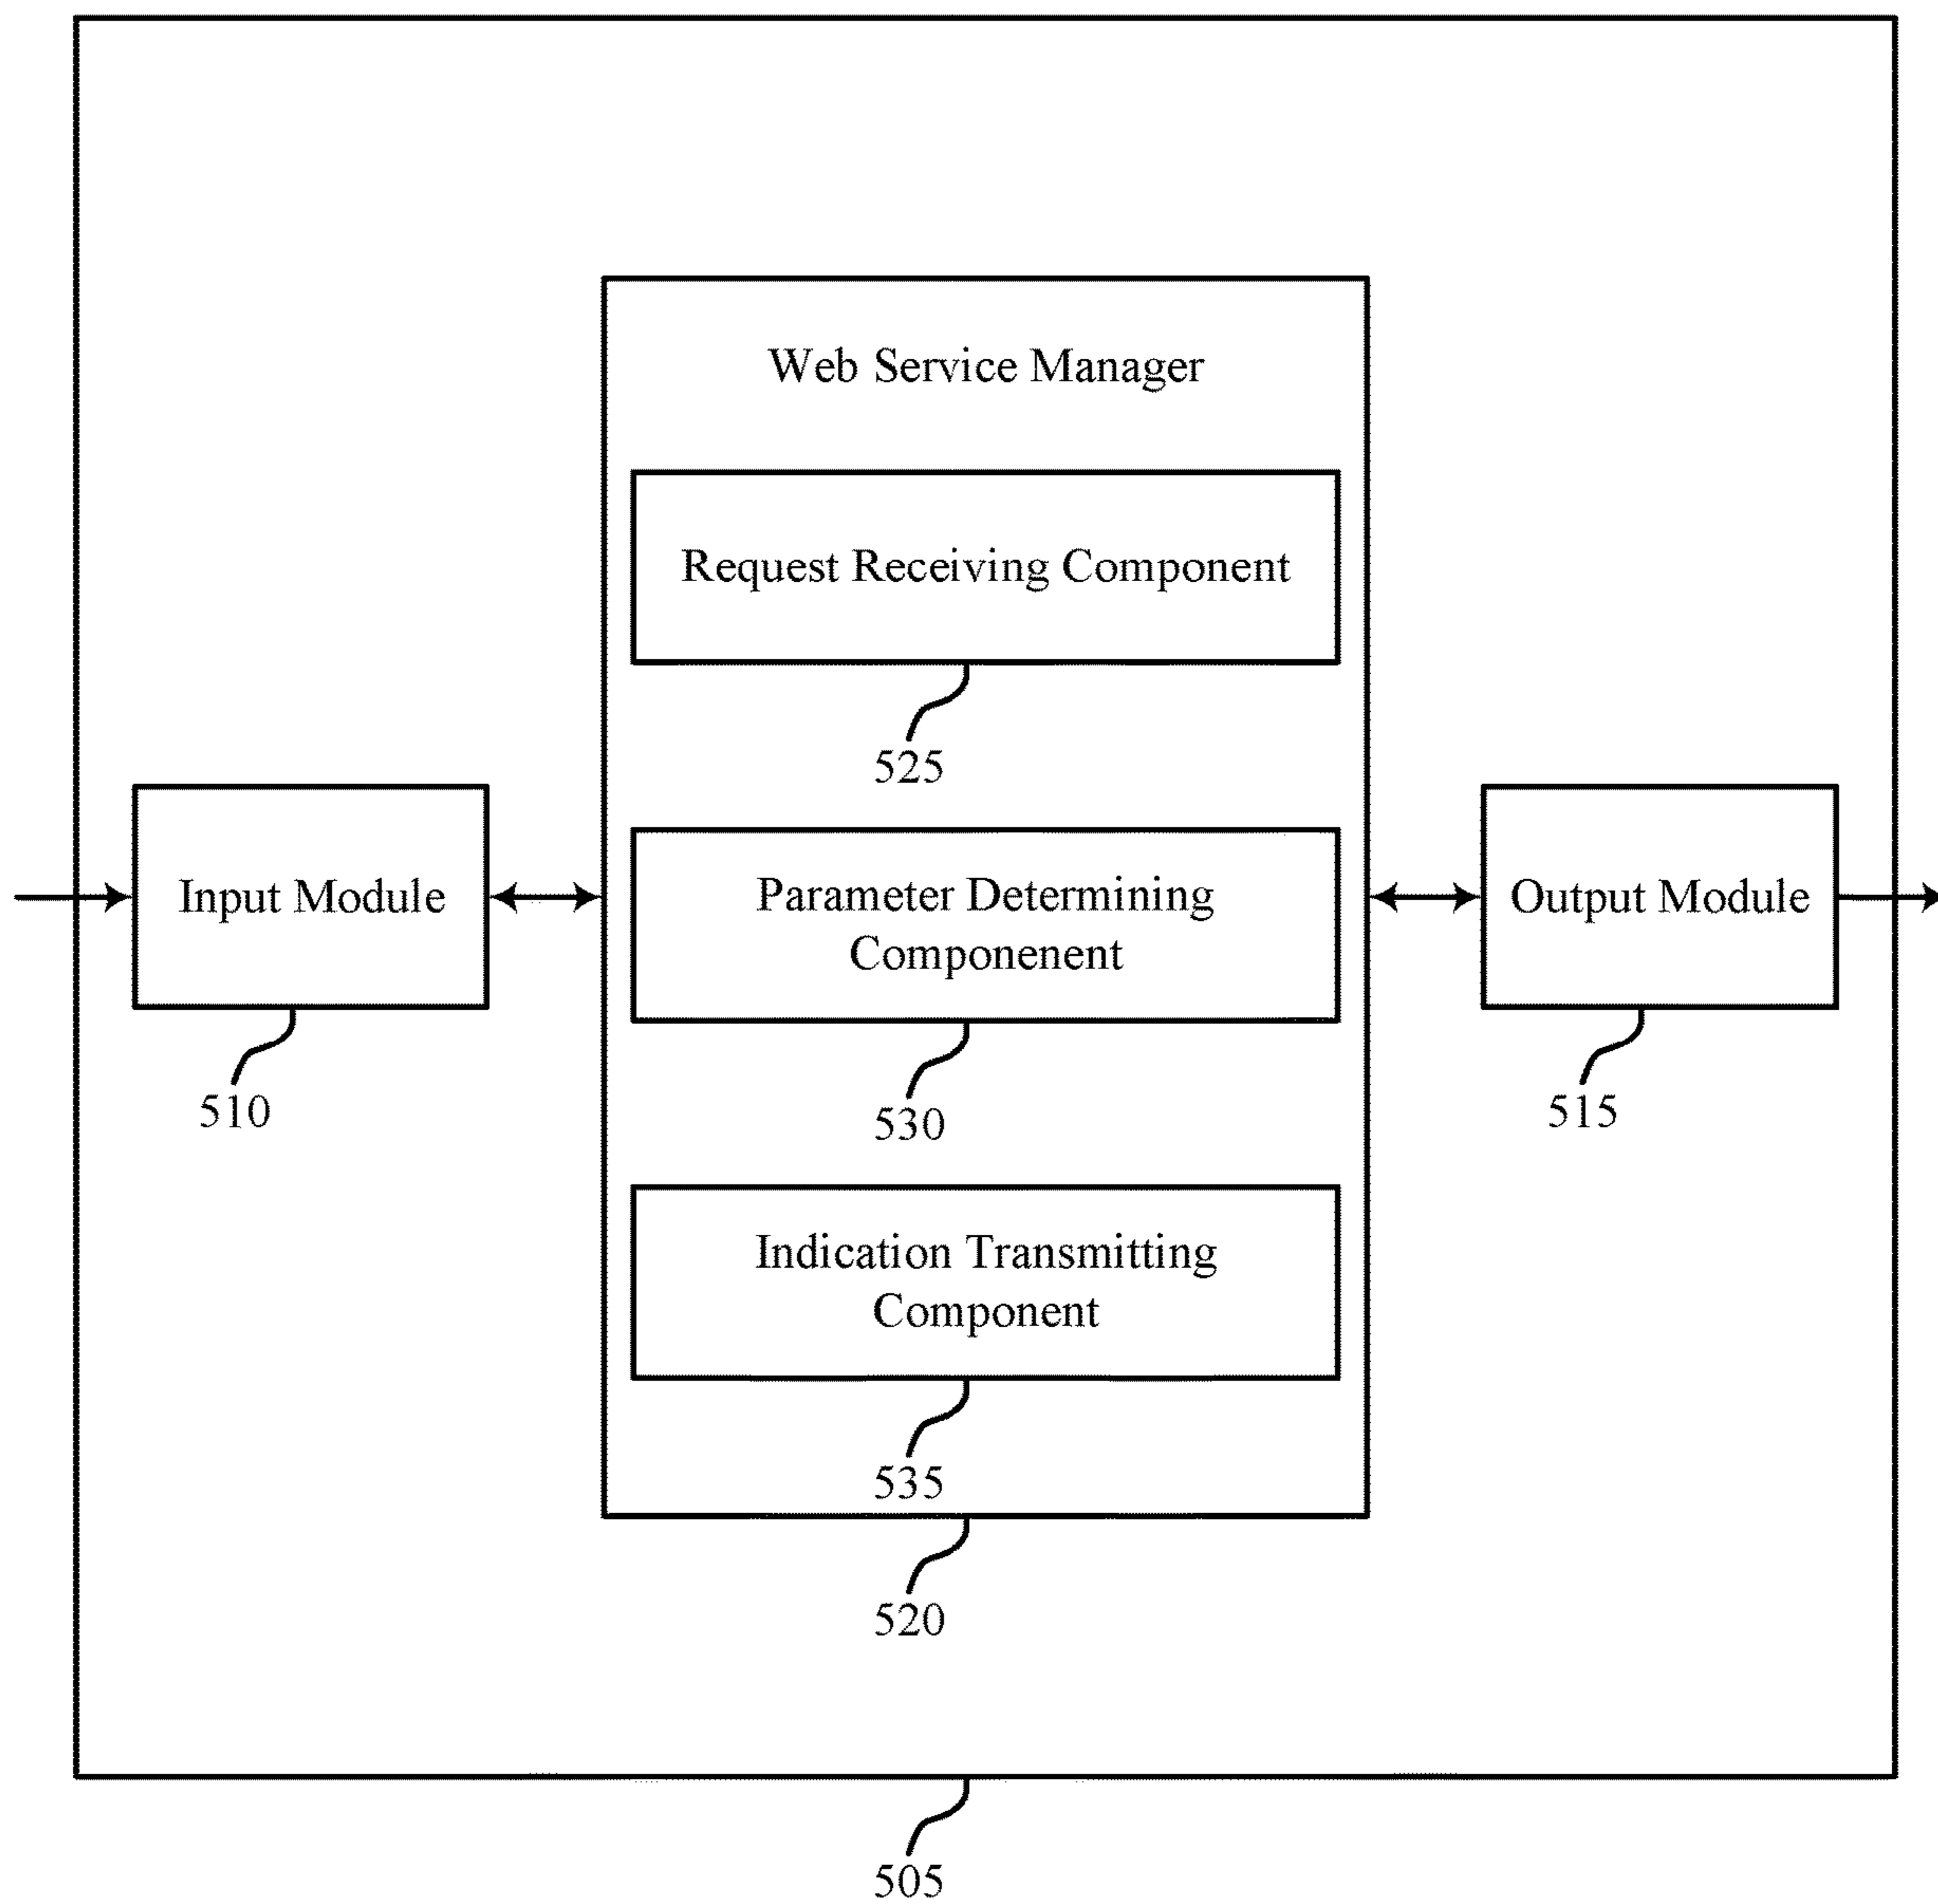 Web Service Manager
Request Receiving Component
525
Input Module
510
Parameter Determining
Componenent
530
Output Module
515
Indication Transmitting
Component
535
520
505